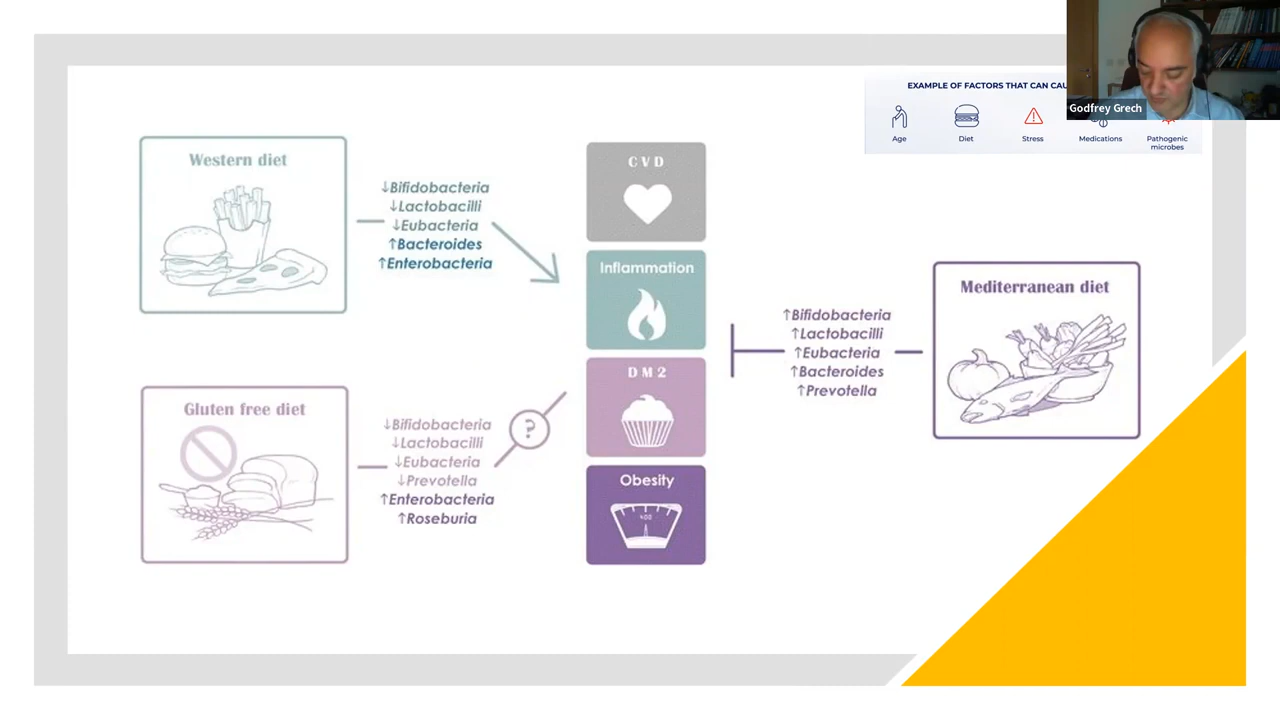 EXAMPLE OF FACTORS THAT CAN
Godfrey Grech
Age
Diet
Stress
Medications
Pathogenic
microbes
Western diet
↓Bifidobacteria
↓Lactobacilli
↓Eubacteria
↑Bacteroides
↑Enterobacteria
Gluten free diet
↓Bifidobacteria
↓Lactobacilli
↓Eubacteria
↓Prevotella
↑Enterobacteria
↑Roseburia
?
CVD
Inflammation
DM2
Obesity
↑Bifidobacteria
↑Lactobacilli
↑Eubacteria
↑Bacteroides
↑Prevotella
Mediterranean diet